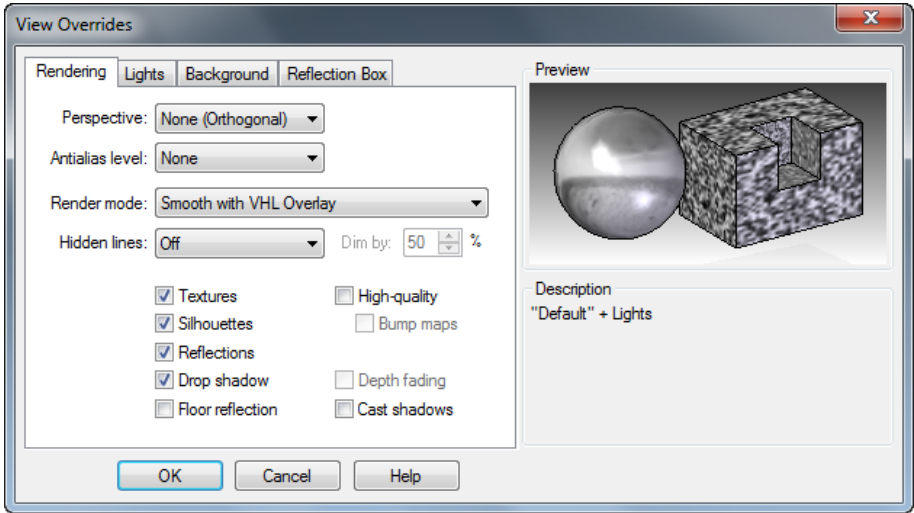 View Overrides
Rendering Lights Background Reflection Box
Perspective: None (Orthogonal)
Antialias level: None
Render mode: Smooth with VHL Overlay
Hidden lines: Off Dim by: 50 %
Textures High-quality
Silhouettes Bump maps
Reflections
Drop shadow Depth fading
Floor reflection Cast shadows
OK Cancel Help
Preview
Description
"Default" + Lights